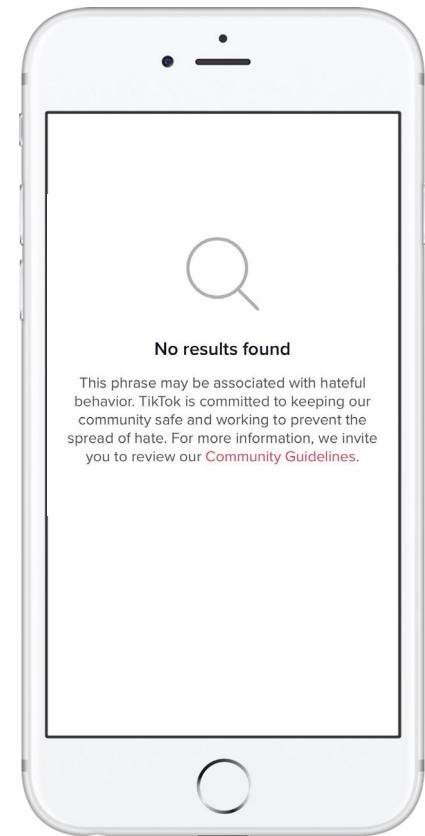 No results found
This phrase may be associated with hateful
behavior. TikTok is committed to keeping our
community safe and working to prevent the
spread of hate. For more information, we invite
you to review our Community Guidelines.